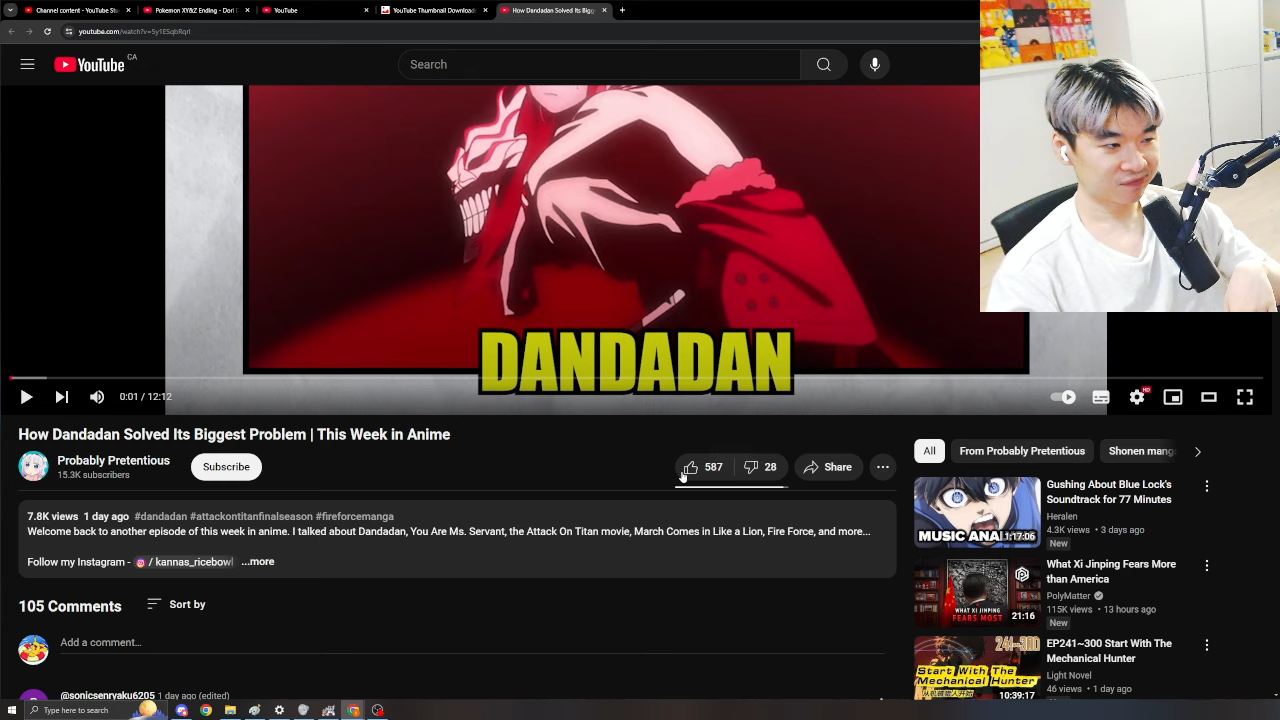 Channel content - YouTube Stu
Pokemon XY&Z Ending - Dori D
YouTube
YouTube Thumbnail Download
How Dandadan Solved Its Bigg
youtube.com/watch?v=5y1ESqbRqrI
YouTube CA
Search
DANDADAN
0:01 / 12:12
HD
How Dandadan Solved Its Biggest Problem | This Week in Anime
Probably Pretentious
15.3K subscribers
Subscribe
587
28
Share
7.8K views 1 day ago #dandadan #attackontitanfinalseason #fireforcemanga
Welcome back to another episode of this week in anime. I talked about Dandadan, You Are Ms. Servant, the Attack On Titan movie, March Comes in Like a Lion, Fire Force, and more...
Follow my Instagram - / kannas_ricebowl ...more
105 Comments
Sort by
Add a comment...
@sonicsenryaku6205 1 day ago (edited)
All
From Probably Pretentious
Shonen mang
MUSIC ANA
1:17:06
Gushing About Blue Lock's
Soundtrack for 77 Minutes
Heralen
4.3K views • 3 days ago
New
WHAT XI JINPING
FEARS MOST
21:16
What Xi Jinping Fears More
than America
PolyMatter
115K views • 13 hours ago
New
241-300
Start With The
Mechanical Hunter
10:39:17
EP241~300 Start With The
Mechanical Hunter
Light Novel
46 views • 1 day ago
Type here to search